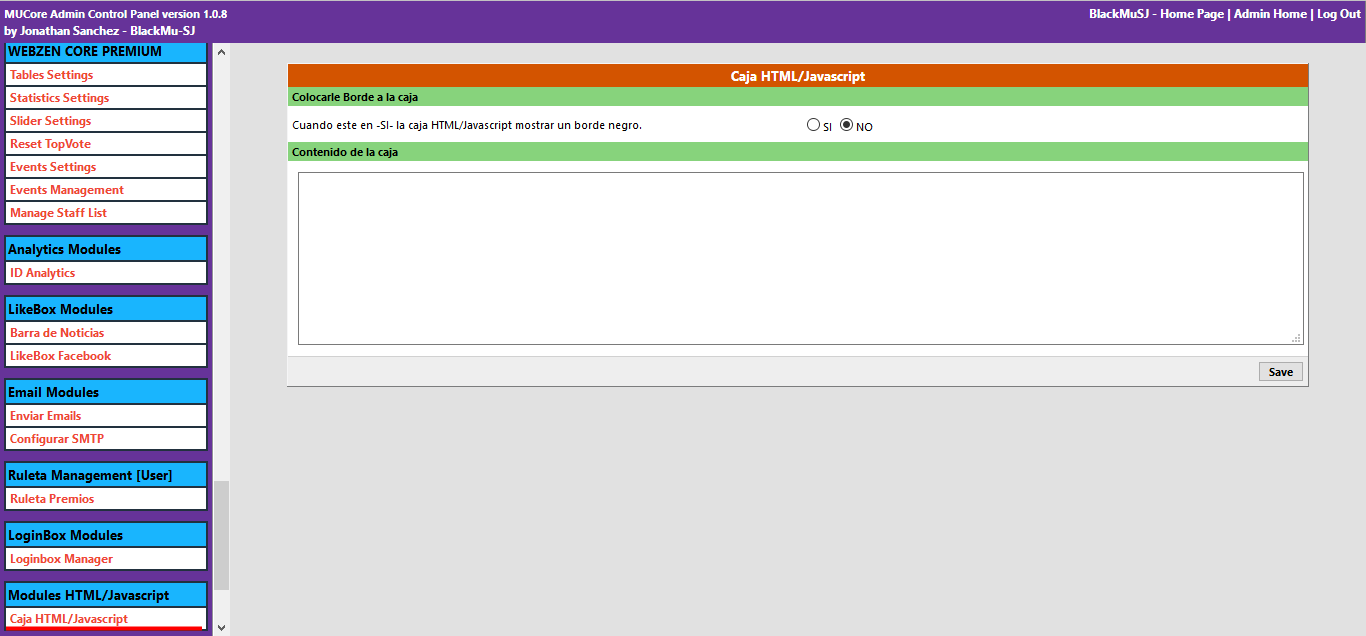 MUCore Admin Control Panel version 1.0.8
by Jonathan Sanchez - BlackMu-SJ
BlackMuSJ - Home Page | Admin Home | Log Out
WEBZEN CORE PREMIUM
Tables Settings
Statistics Settings
Slider Settings
Reset TopVote
Events Settings
Events Management
Manage Staff List
Analytics Modules
ID Analytics
LikeBox Modules
Barra de Noticias
LikeBox Facebook
Email Modules
Enviar Emails
Configurar SMTP
Ruleta Management [User]
Ruleta Premios
LoginBox Modules
Loginbox Manager
Modules HTML/Javascript
Caja HTML/Javascript
Caja HTML/Javascript
Colocarle Borde a la caja
Cuando este en -SI- la caja HTML/Javascript mostrar un borde negro. SI NO
Contenido de la caja
Save